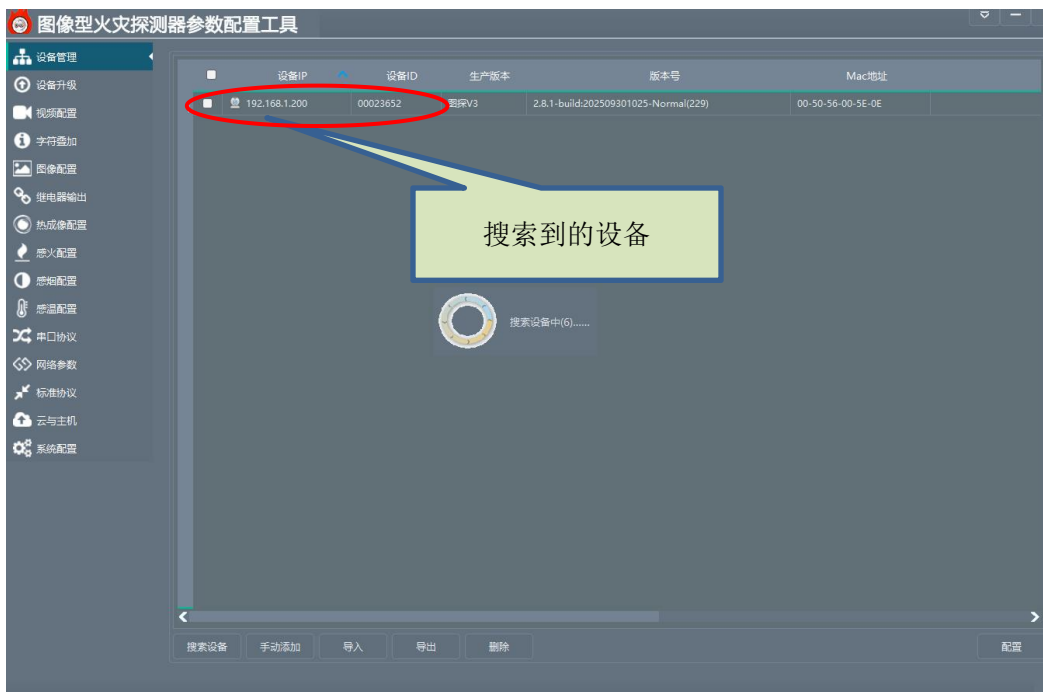 图像型火灾探测器参数配置工具
设备管理
设备升级
视频配置
字符叠加
图像配置
继电器输出
热成像配置
感火配置
感烟配置
感温配置
串口协议
网络参数
标准协议
云与主机
系统配置
设备IP 设备ID 生产版本 版本号 Mac地址
192.168.1.200 00023652 图探V3 2.8.1-build:202509301025-Normal(229) 00-50-56-00-5E-0E
搜索到的设备
搜索设备中(6)......
搜索设备 手动添加 导入 导出 删除 配置